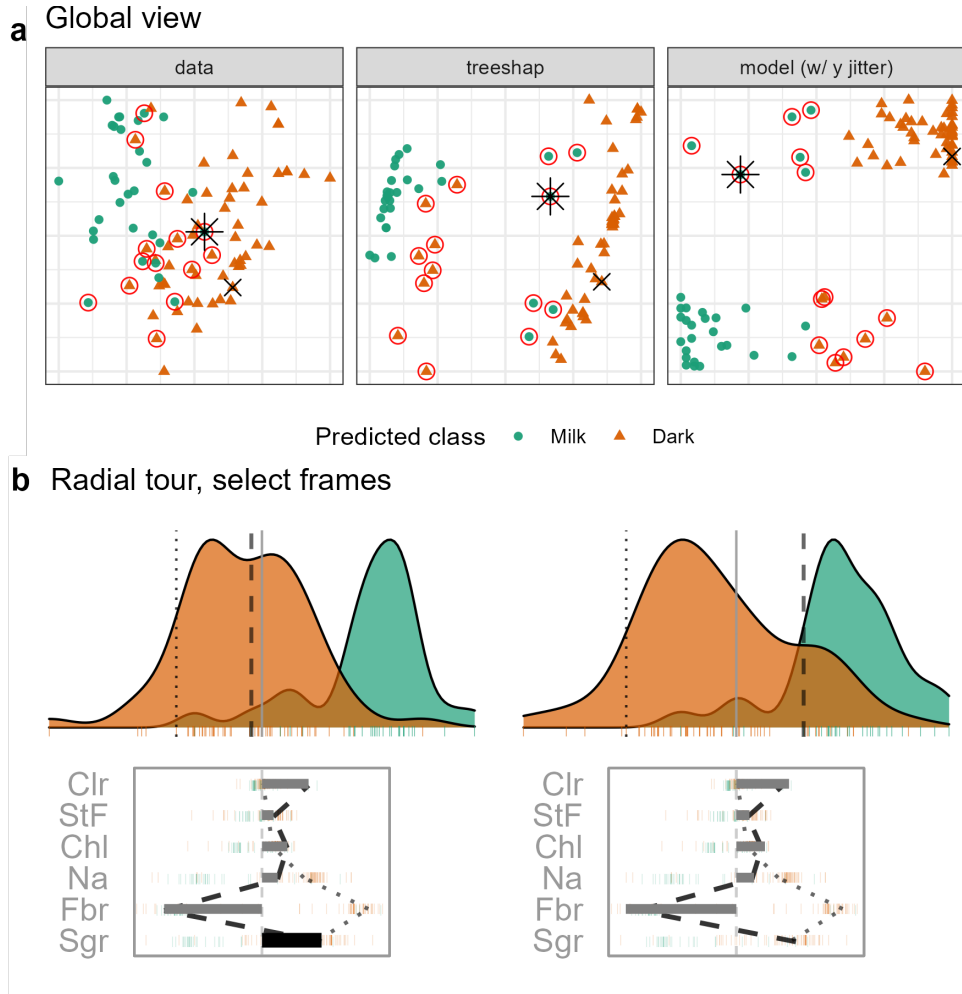 a Global view
data treeshap model (w/ y jitter)
Predicted class Milk Dark
b Radial tour, select frames
Clr Clr
StF StF
Chl Chl
Na Na
Fbr Fbr
Sgr Sgr